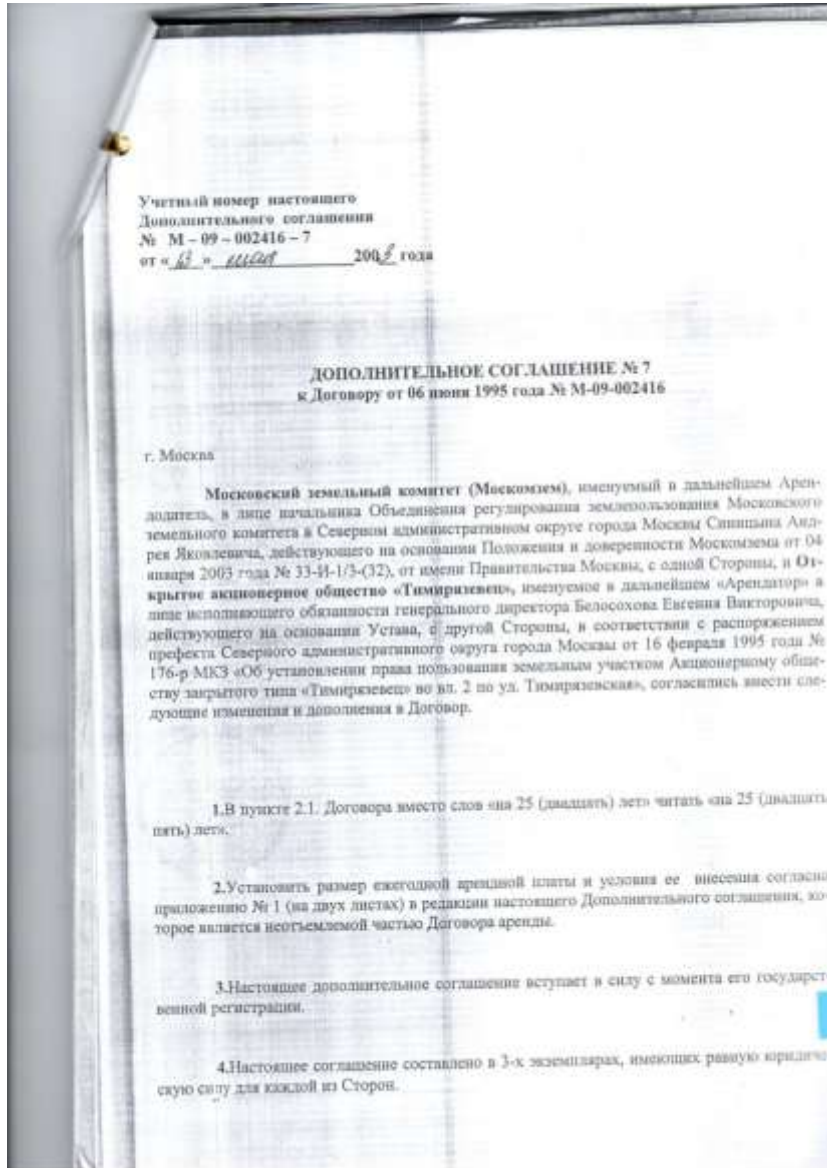 Учетный номер настоящего
Дополнительного соглашения
№ М – 09 – 002416 – 7
от « 13 » мая 2003 года
ДОПОЛНИТЕЛЬНОЕ СОГЛАШЕНИЕ № 7
к Договору от 06 июня 1995 года № М-09-002416
г. Москва
Московский земельный комитет (Москомзем), именуемый в дальнейшем Арен-
додатель, в лице начальника Объединения регулирования землепользования Московского
земельного комитета в Северном административном округе города Москвы Синицына Анд-
рея Яковлевича, действующего на основании Положения и доверенности Москомзема от 04
января 2003 года № 33-И-1/3-(32), от имени Правительства Москвы, с одной Стороны, и От-
крытое акционерное общество «Тимирязевец», именуемое в дальнейшем «Арендатор» в
лице исполняющего обязанности генерального директора Белосохова Евгения Викторовича,
действующего на основании Устава, с другой Стороны, в соответствии с распоряжением
префекта Северного административного округа города Москвы от 16 февраля 1995 года №
176-р МКЗ «Об установлении права пользования земельным участком Акционерному обще-
ству закрытого типа «Тимирязевец» во вл. 2 по ул. Тимирязевская», согласились внести сле-
дующие изменения и дополнения в Договор.
1.В пункте 2.1. Договора вместо слов «на 25 (двадцать) лет» читать «на 25 (двадцать
пять) лет».
2.Установить размер ежегодной арендной платы и условия ее внесения согласно
приложению № 1 (на двух листах) в редакции настоящего Дополнительного соглашения, ко-
торое является неотъемлемой частью Договора аренды.
3.Настоящее дополнительное соглашение вступает в силу с момента его государст
венной регистрации.
4.Настоящее соглашение составлено в 3-х экземплярах, имеющих равную юридиче
скую силу для каждой из Сторон.